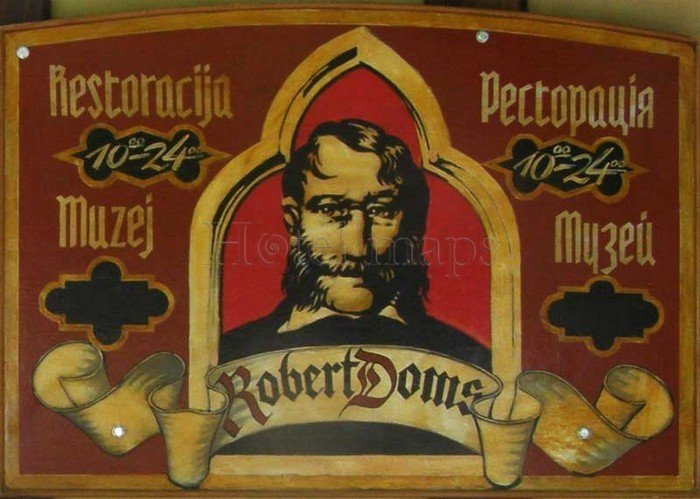 Restoracija
10⁰⁰-24⁰⁰
Muzej
Ресторація
10⁰⁰-24⁰⁰
Музей
Robert Doms